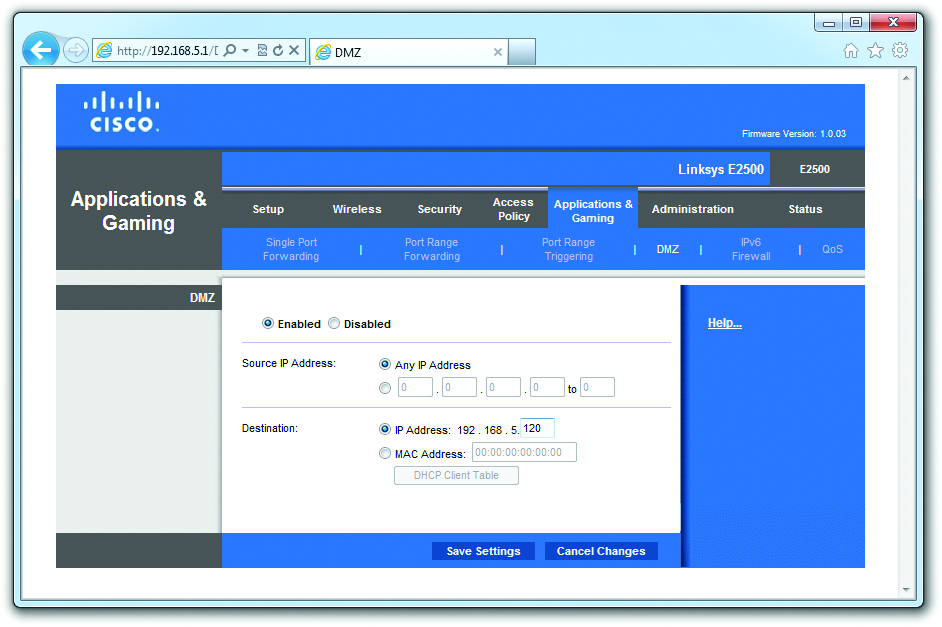 http://192.168.5.1/D
DMZ
CISCO.
Firmware Version: 1.0.03
Applications & Gaming
Linksys E2500
E2500
Setup
Wireless
Security
Access Policy
Applications & Gaming
Administration
Status
Single Port Forwarding
|
Port Range Forwarding
|
Port Range Triggering
|
DMZ
|
IPv6 Firewall
|
QoS
DMZ
Enabled Disabled
Help...
Source IP Address: Any IP Address
0 . 0 . 0 . 0 to 0
Destination: IP Address: 192 . 168 . 5. 120
MAC Address: 00:00:00:00:00:00
DHCP Client Table
Save Settings Cancel Changes